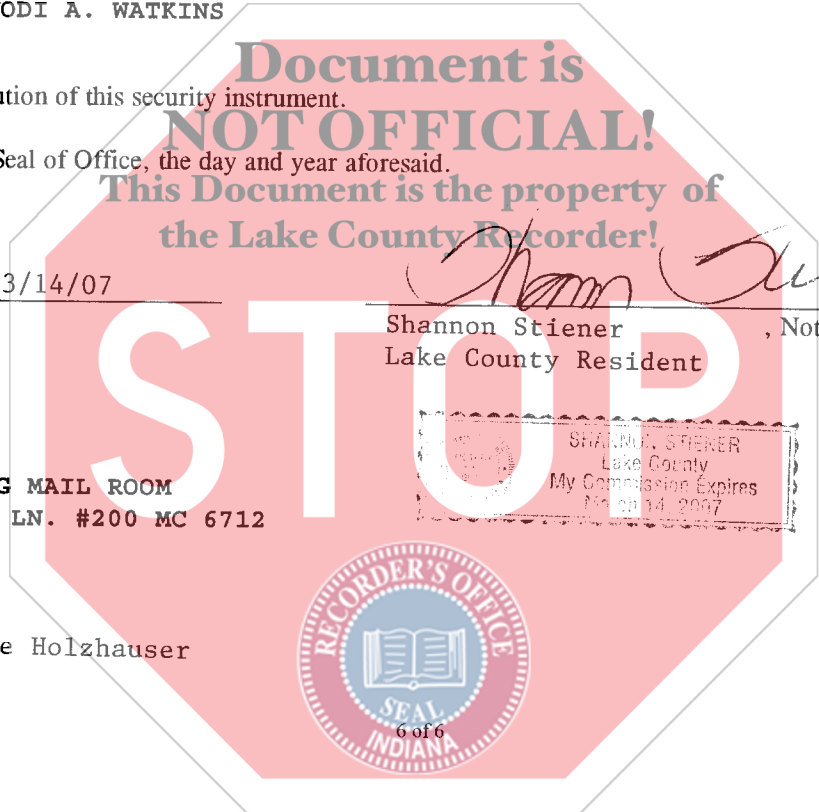 ODI A. WATKINS
Document is
ution of this security instrument.
NOT OFFICIAL!
Seal of Office, the day and year aforesaid.
This Document is the property of
the Lake County Recorder!
3/14/07
Shannon Stiener , Not
Lake County Resident
STOP
SHANNON STIENER
Lake County
My Commission Expires
March 14, 2007
G MAIL ROOM
LN. #200 MC 6712
RECORDER'S OFFICE
e Holzhauser
SEAL
6 of 6
INDIANA